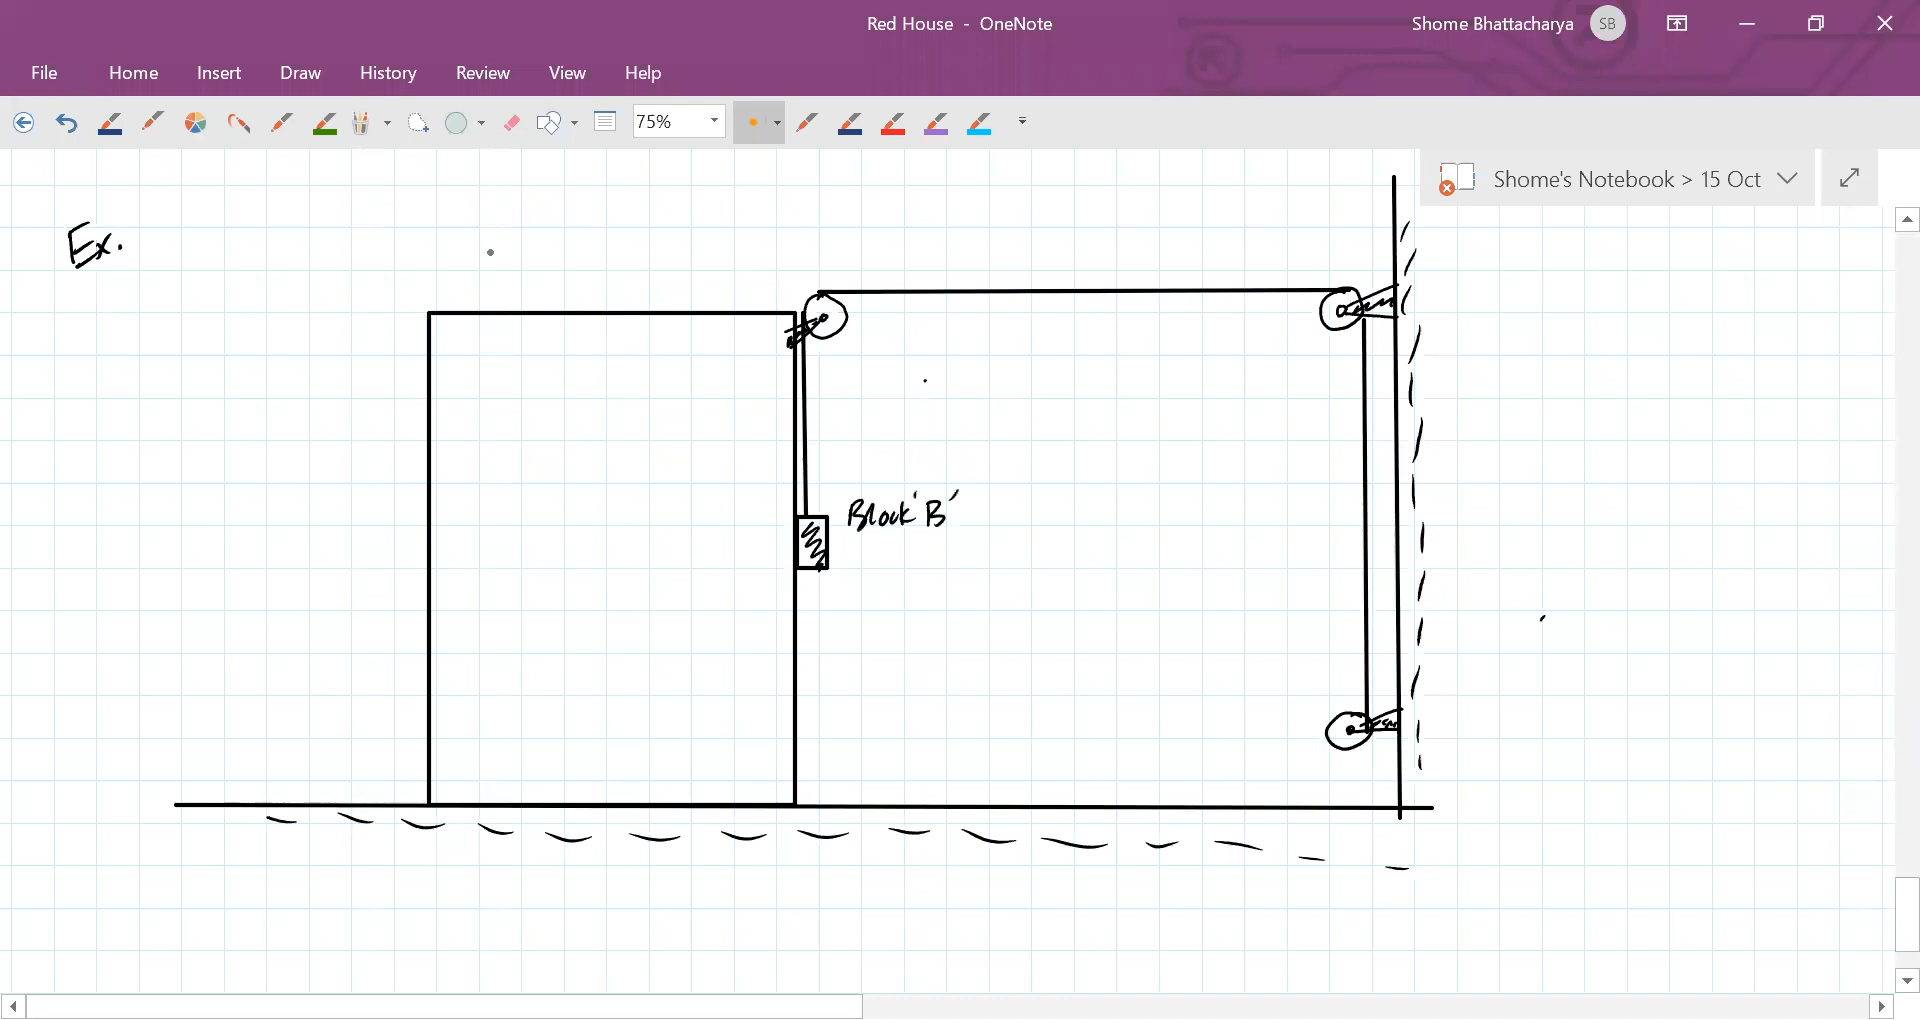 Red House - OneNote
Shome Bhattacharya SB
File Home Insert Draw History Review View Help
75%
Shome's Notebook > 15 Oct
Ex.
Block 'B'